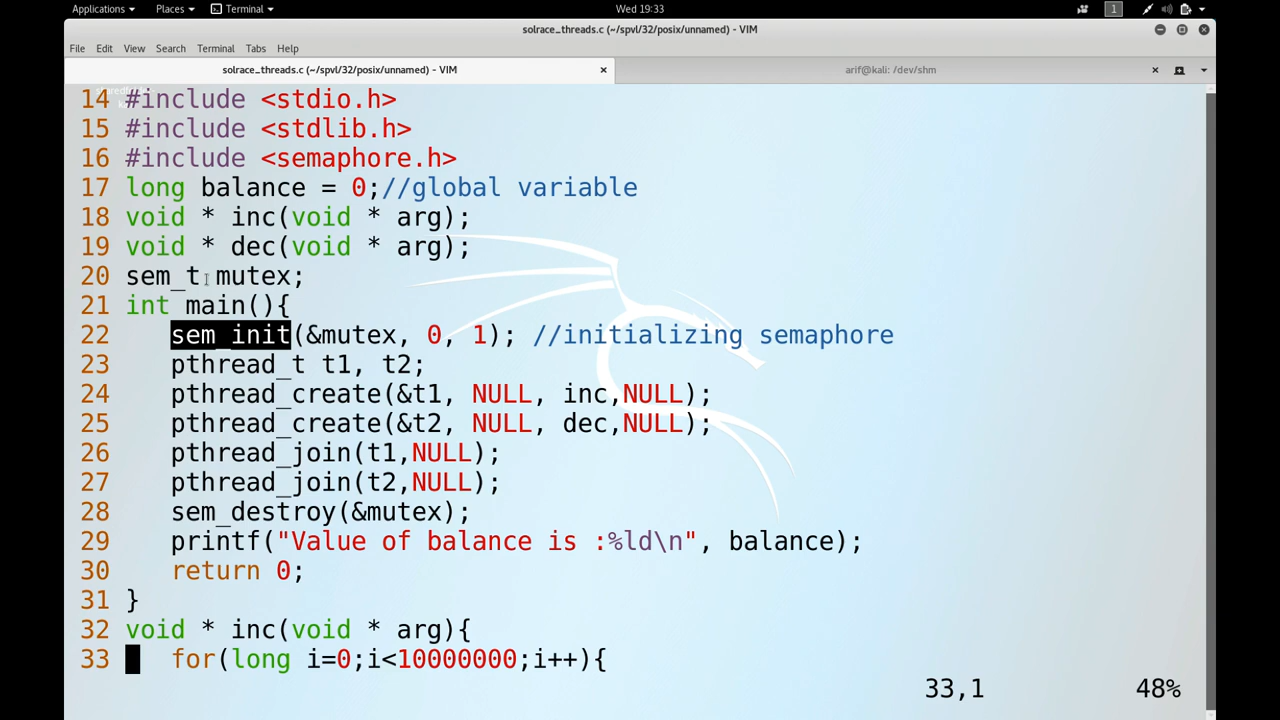 Applications Places Terminal Wed 19:33 1
solrace_threads.c (~/spvl/32/posix/unnamed) - VIM
File Edit View Search Terminal Tabs Help
solrace_threads.c (~/spvl/32/posix/unnamed) - VIM arif@kali: /dev/shm
14 #include <stdio.h>
15 #include <stdlib.h>
16 #include <semaphore.h>
17 long balance = 0;//global variable
18 void * inc(void * arg);
19 void * dec(void * arg);
20 sem_t mutex;
21 int main(){
22 sem_init(&mutex, 0, 1); //initializing semaphore
23 pthread_t t1, t2;
24 pthread_create(&t1, NULL, inc,NULL);
25 pthread_create(&t2, NULL, dec,NULL);
26 pthread_join(t1,NULL);
27 pthread_join(t2,NULL);
28 sem_destroy(&mutex);
29 printf("Value of balance is :%ld\n", balance);
30 return 0;
31 }
32 void * inc(void * arg){
33 for(long i=0;i<10000000;i++){
33,1 48%